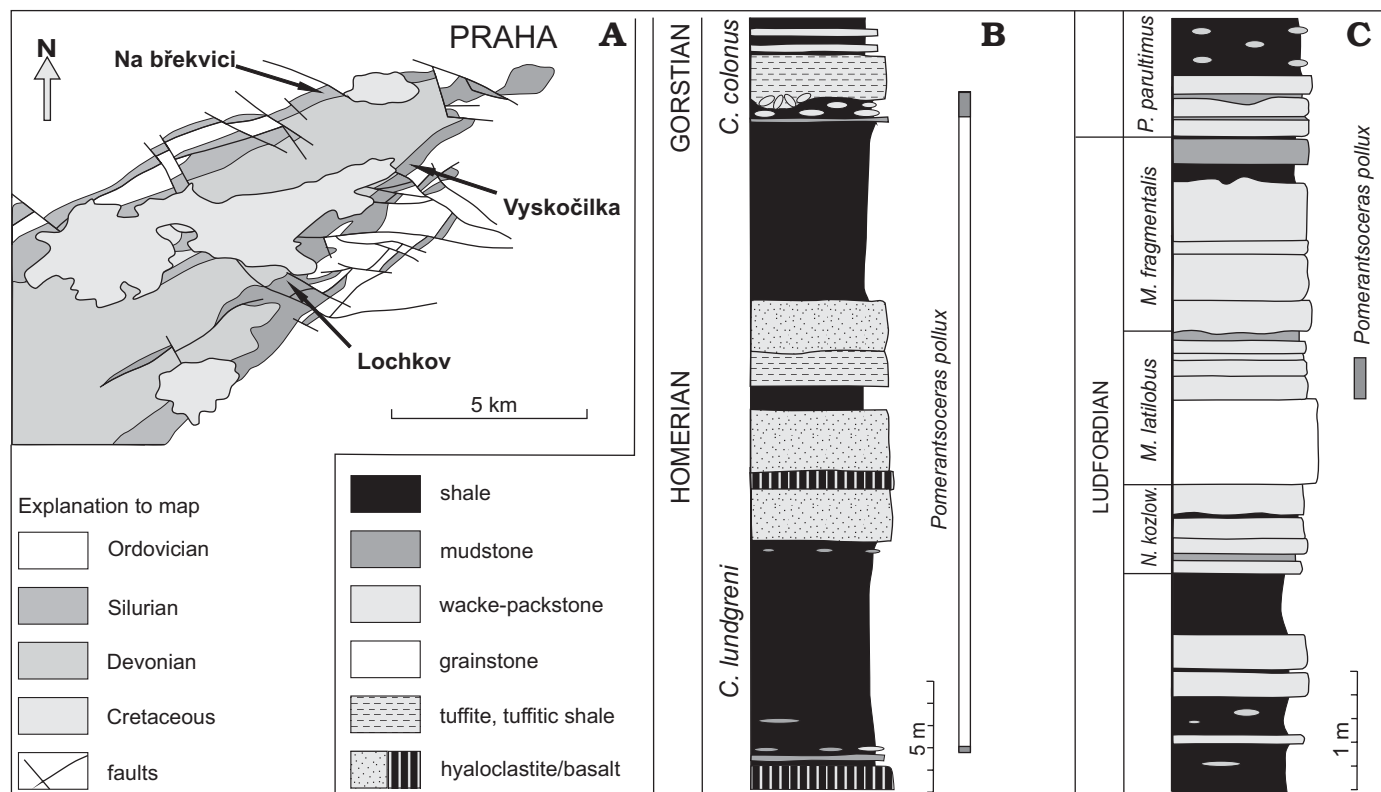 PRAHA
A
N
Na břekvici
Vyskočilka
Lochkov
5 km
Explanation to map
Ordovician
Silurian
Devonian
Cretaceous
faults
shale
mudstone
wacke-packstone
grainstone
tuffite, tuffitic shale
hyaloclastite/basalt
B
GORSTIAN
HOMERIAN
C. colonus
C. lundgreni
5 m
Pomerantsoceras pollux
C
LUDFORDIAN
P. parultimus
M. fragmentalis
M. latilobus
N. kozlow.
Pomerantsoceras pollux
1 m